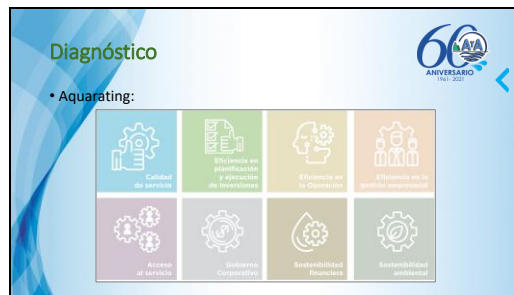 Diagnóstico
60
AyA
ANIVERSARIO
1961- 2021
• Aquarating:
Calidad
de servicio
Eficiencia en
planificación
y ejecución
de inversiones
Eficiencia en
la Operación
Eficiencia en la
gestión empresarial
Acceso
al servicio
Gobierno
Corporativo
Sostenibilidad
financiera
Sostenibilidad
ambiental